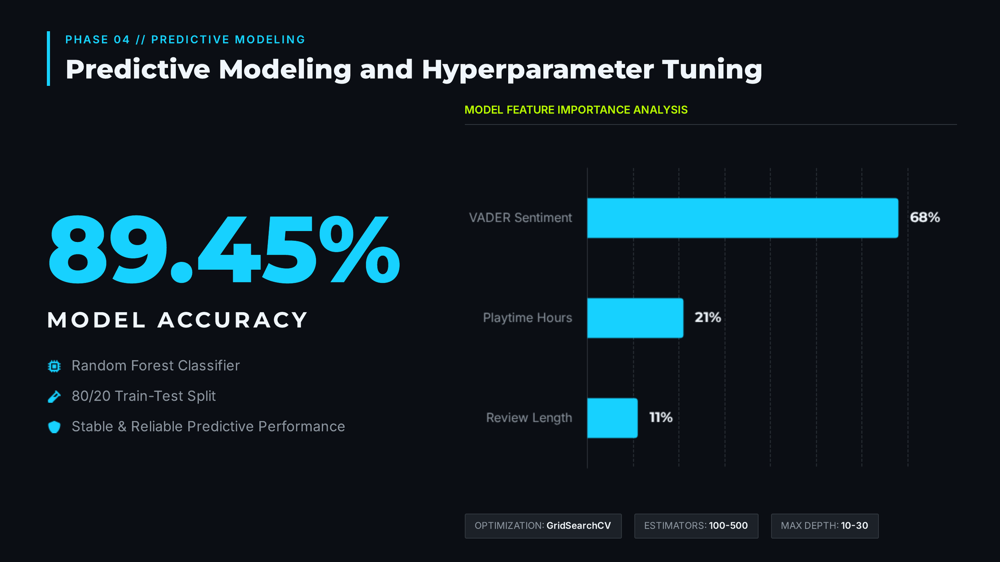 PHASE 04 // PREDICTIVE MODELING
Predictive Modeling and Hyperparameter Tuning
89.45%
MODEL ACCURACY
Random Forest Classifier
80/20 Train-Test Split
Stable & Reliable Predictive Performance
MODEL FEATURE IMPORTANCE ANALYSIS
VADER Sentiment 68%
Playtime Hours 21%
Review Length 11%
OPTIMIZATION: GridSearchCV
ESTIMATORS: 100-500
MAX DEPTH: 10-30